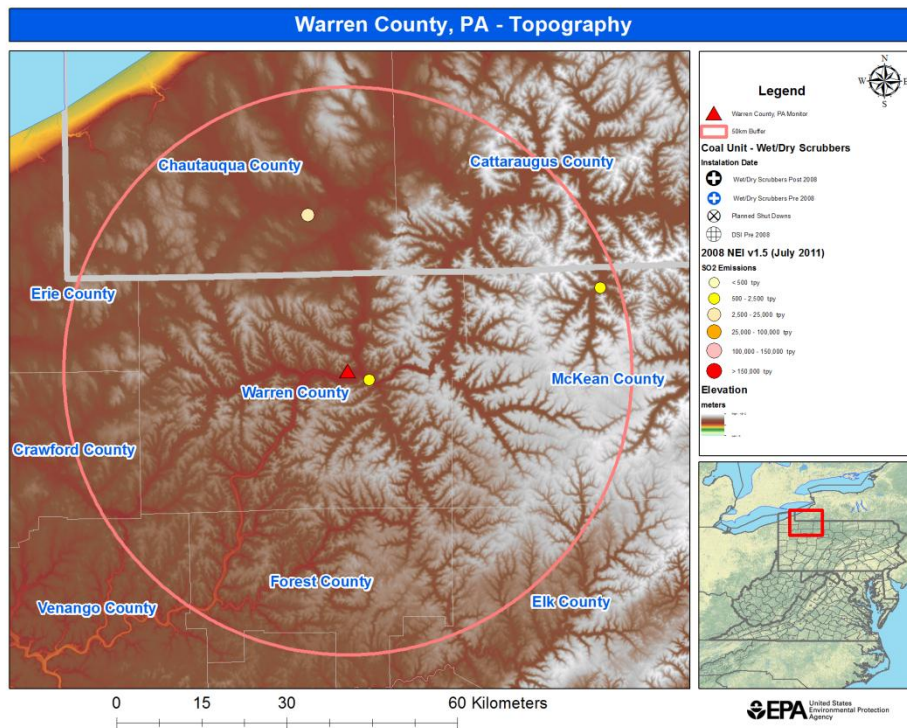 Warren County, PA - Topography
Chautauqua County
Cattaraugus County
Erie County
Warren County
McKean County
Crawford County
Forest County
Venango County
Elk County
N
W E
S
Legend
Warren County, PA Monitor
50km Buffer
Coal Unit - Wet/Dry Scrubbers
Instalation Date
Wet/Dry Scrubbers Post 2008
Wet/Dry Scrubbers Pre 2008
Planned Shut Downs
DSI Pre 2008
2008 NEI v1.5 (July 2011)
SO2 Emissions
< 500 tpy
500 - 2,500 tpy
2,500 - 25,000 tpy
25,000 - 100,000 tpy
100,000 - 150,000 tpy
> 150,000 tpy
Elevation
meters
0 15 30 60 Kilometers
EPA
United States
Environmental Protection
Agency